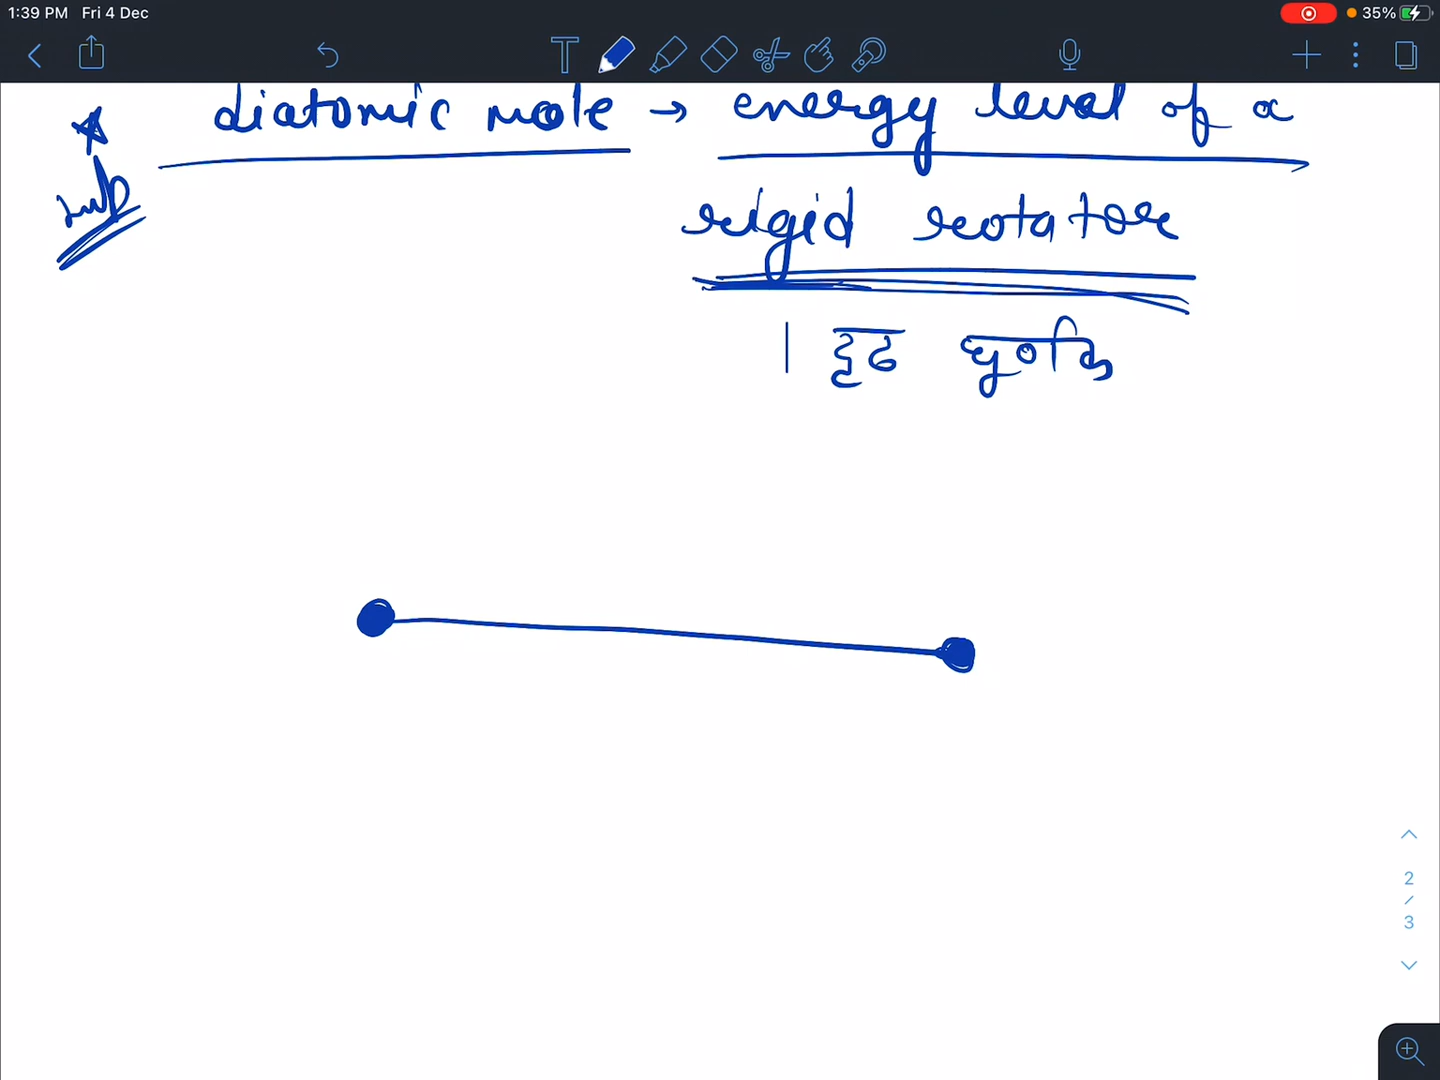 1:39 PM Fri 4 Dec
35%
T
diatomic mole → energy level of a
Imp
rigid rotator
। दृढ घूर्णक
2
/
3